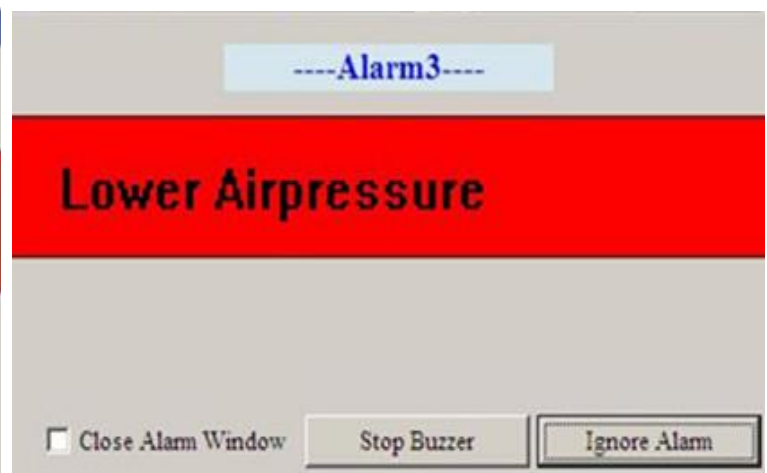 ----Alarm3----
Lower Airpressure
Close Alarm Window
Stop Buzzer
Ignore Alarm